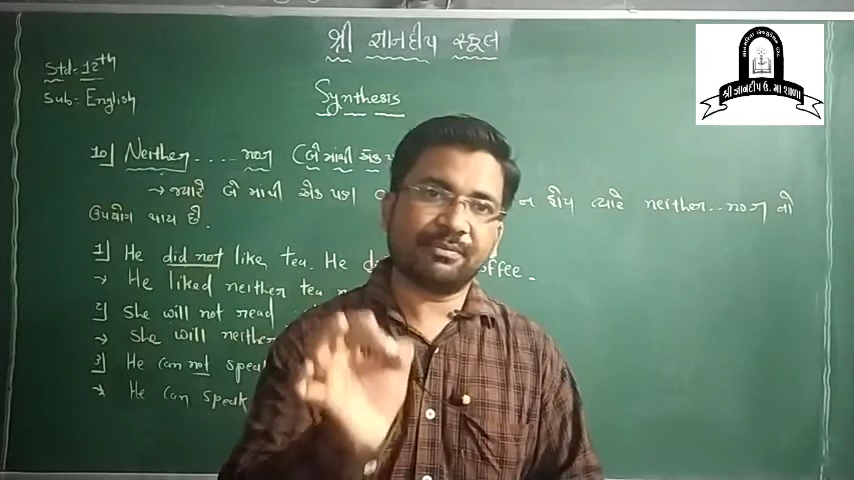 શ્રી જ્ઞાનદીપ સ્કૂલ
Std:- 12th
Sub:- English
Synthesis
10] Neither.... nor (બે માંથી એક
→ જ્યારે બે માંથી એક પણ ન હોય ત્યારે neither..nor નો
ઉપયોગ થાય છે.
1] He did not like tea. He coffee.
→ He liked neither tea
2] She will not read
→ She will neither
3] He can not speak
→ He can speak
શ્રી જ્ઞાનદીપ ઉ. મા શાળા